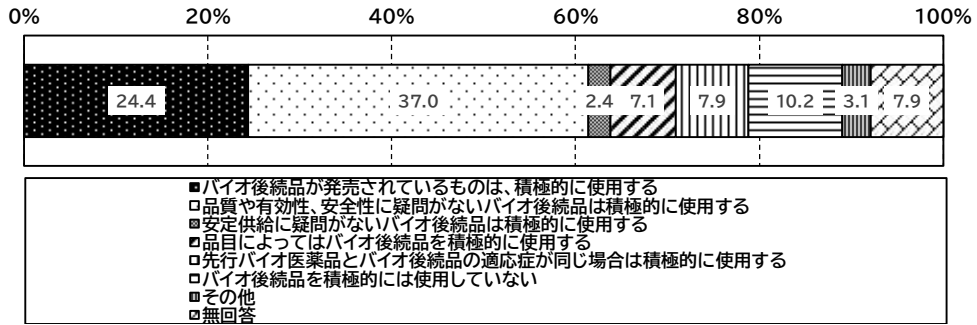 0% 20% 40% 60% 80% 100%
24.4 37.0 2.4 7.1 7.9 10.2 3.1 7.9
バイオ後続品が発売されているものは、積極的に使用する
品質や有効性、安全性に疑問がないバイオ後続品は積極的に使用する
安定供給に疑問がないバイオ後続品は積極的に使用する
品目によってはバイオ後続品を積極的に使用する
先行バイオ医薬品とバイオ後続品の適応症が同じ場合は積極的に使用する
バイオ後続品を積極的には使用していない
その他
無回答